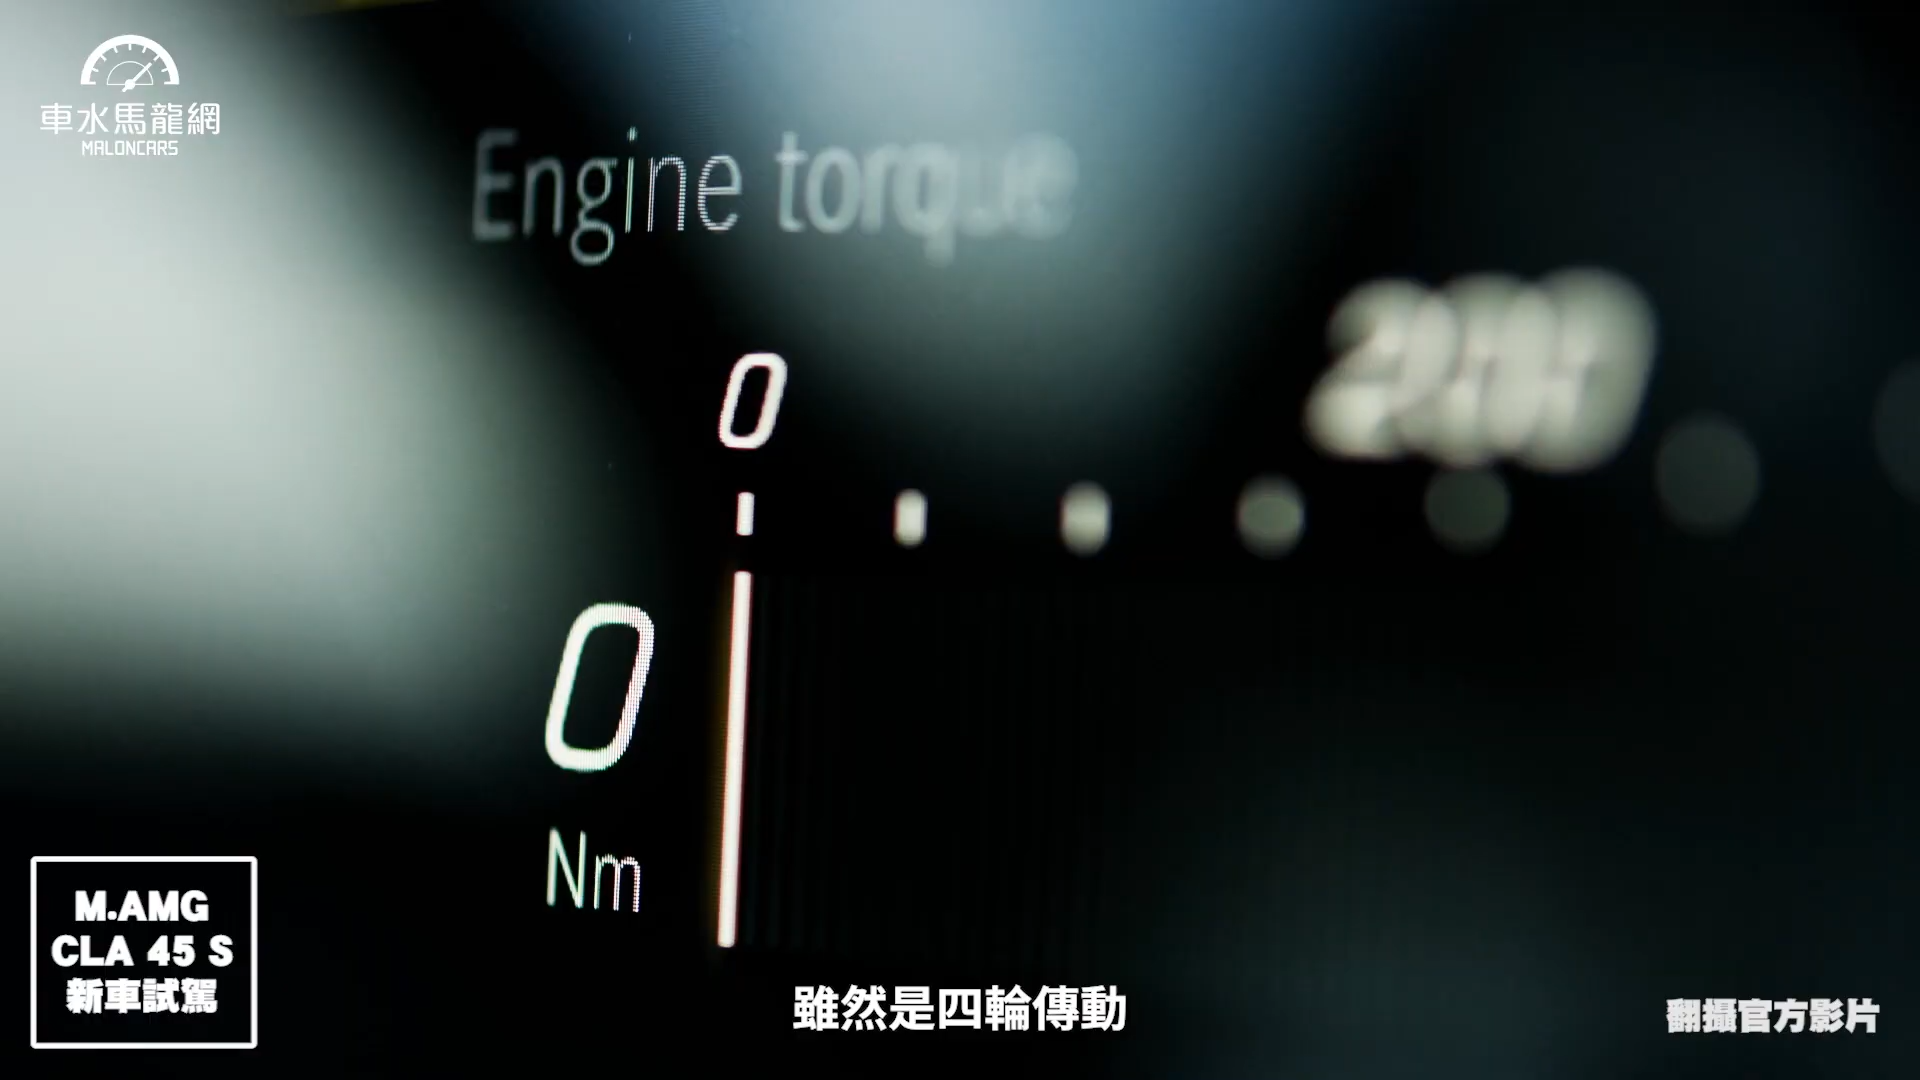 車水馬龍網
MALONCARS
Engine torque
0
200
0
Nm
M.AMG
CLA 45 S
新車試駕
雖然是四輪傳動
翻攝官方影片